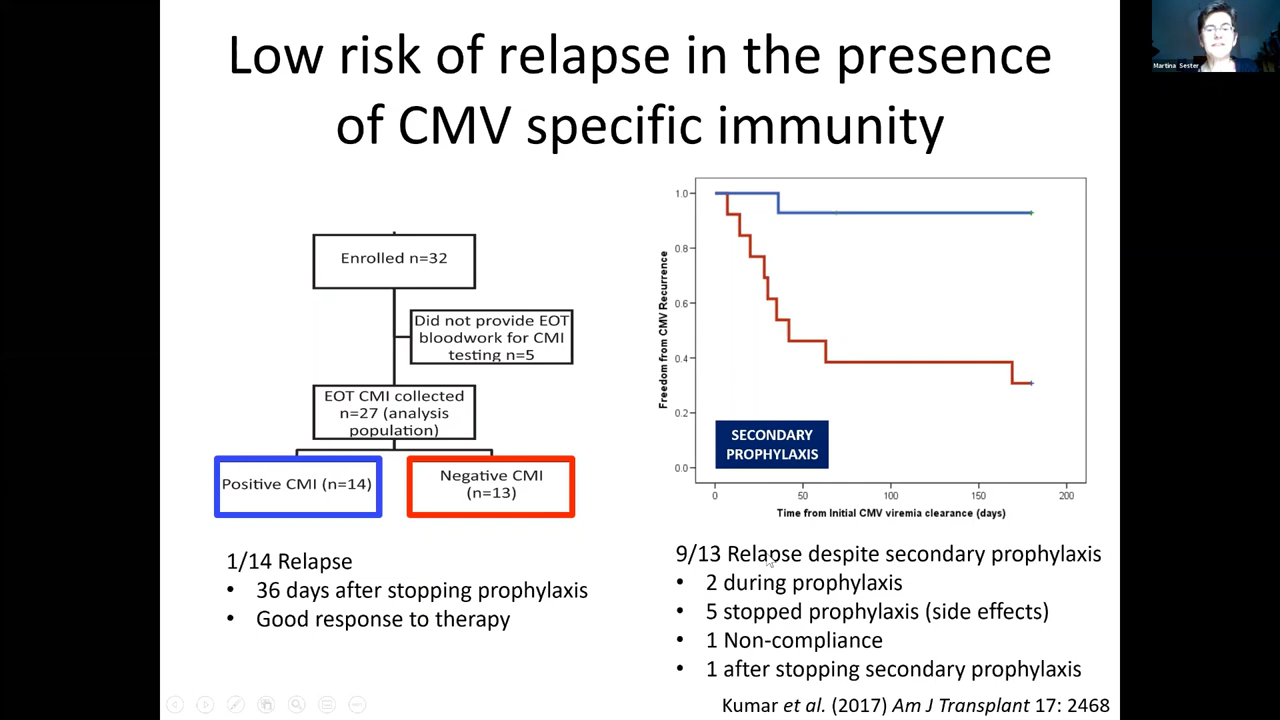 Low risk of relapse in the presence
of CMV specific immunity
Martina Sester
Enrolled n=32
Did not provide EOT
bloodwork for CMI
testing n=5
EOT CMI collected
n=27 (analysis
population)
Positive CMI (n=14)
Negative CMI
(n=13)
1/14 Relapse
• 36 days after stopping prophylaxis
• Good response to therapy
Freedom from CMV Recurrence
1.0
0.8
0.6
0.4
0.2
0.0
SECONDARY
PROPHYLAXIS
0 50 100 150 200
Time from Initial CMV viremia clearance (days)
9/13 Relapse despite secondary prophylaxis
• 2 during prophylaxis
• 5 stopped prophylaxis (side effects)
• 1 Non-compliance
• 1 after stopping secondary prophylaxis
Kumar et al. (2017) Am J Transplant 17: 2468